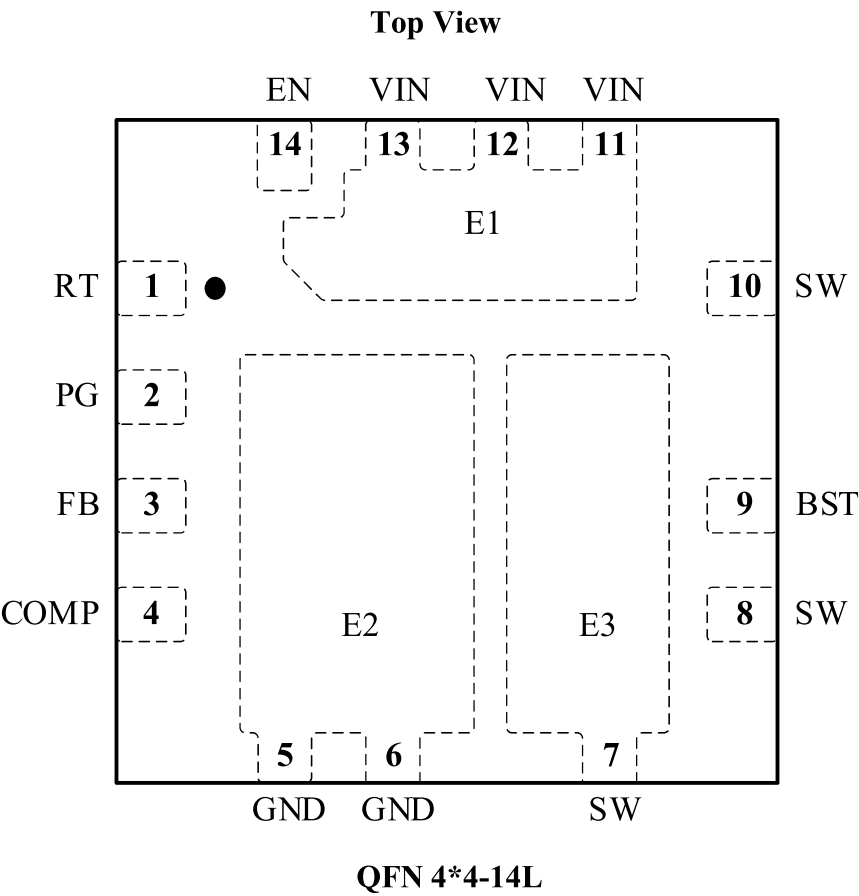 Top View
EN VIN VIN VIN
14 13 12 11
E1
RT 1 10 SW
PG 2
FB 3 9 BST
COMP 4 8 SW
E2 E3
5 6 7
GND GND SW
QFN 4*4-14L